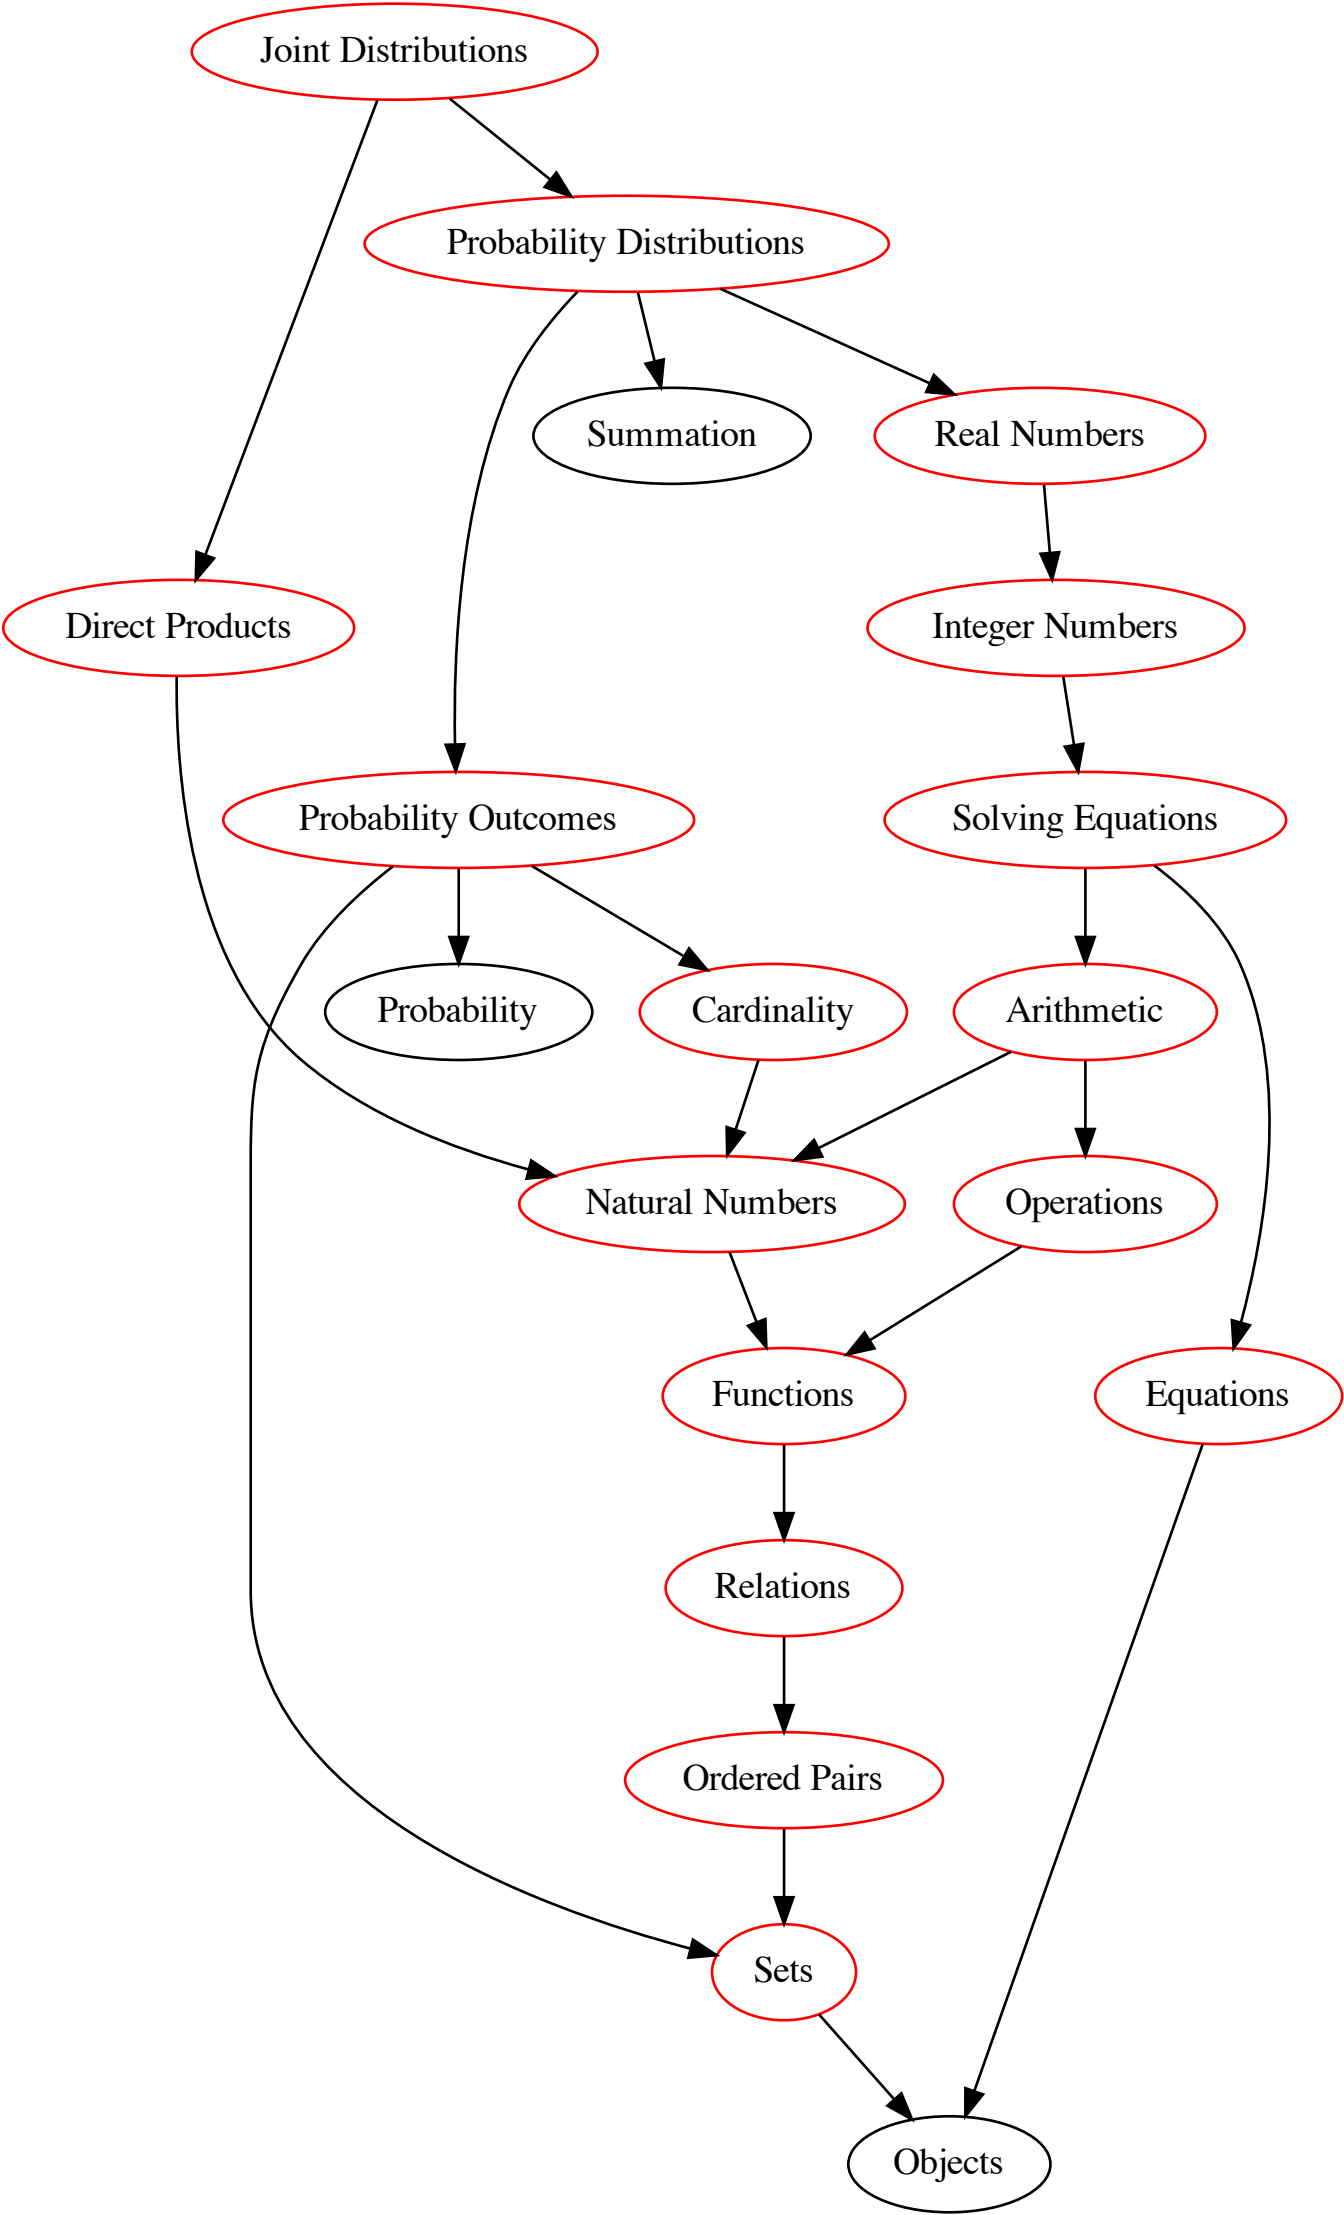 Joint Distributions
Probability Distributions
Summation
Real Numbers
Direct Products
Integer Numbers
Probability Outcomes
Solving Equations
Probability
Cardinality
Arithmetic
Natural Numbers
Operations
Functions
Equations
Relations
Ordered Pairs
Sets
Objects